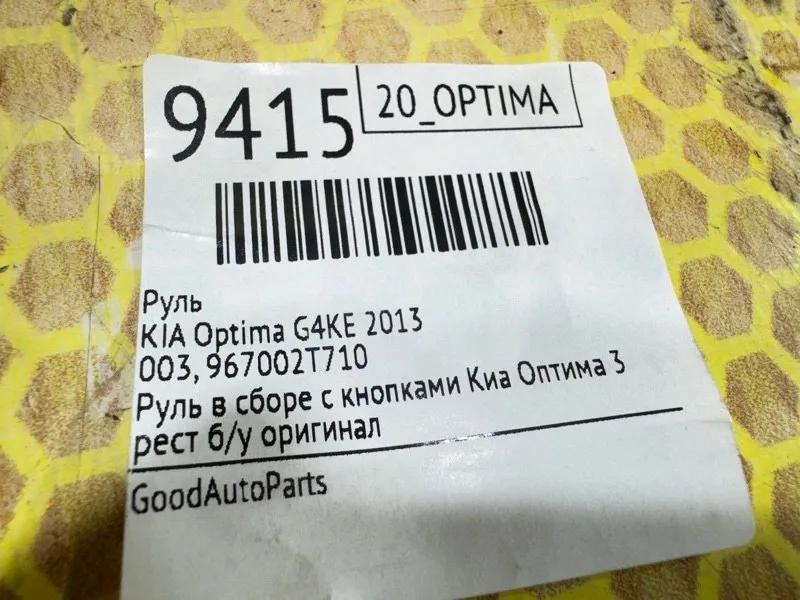 9415
20_OPTIMA
Руль
KIA Optima G4KE 2013
003, 967002T710
Руль в сборе с кнопками Киа Оптима 3
рест б/у оригинал
GoodAutoParts